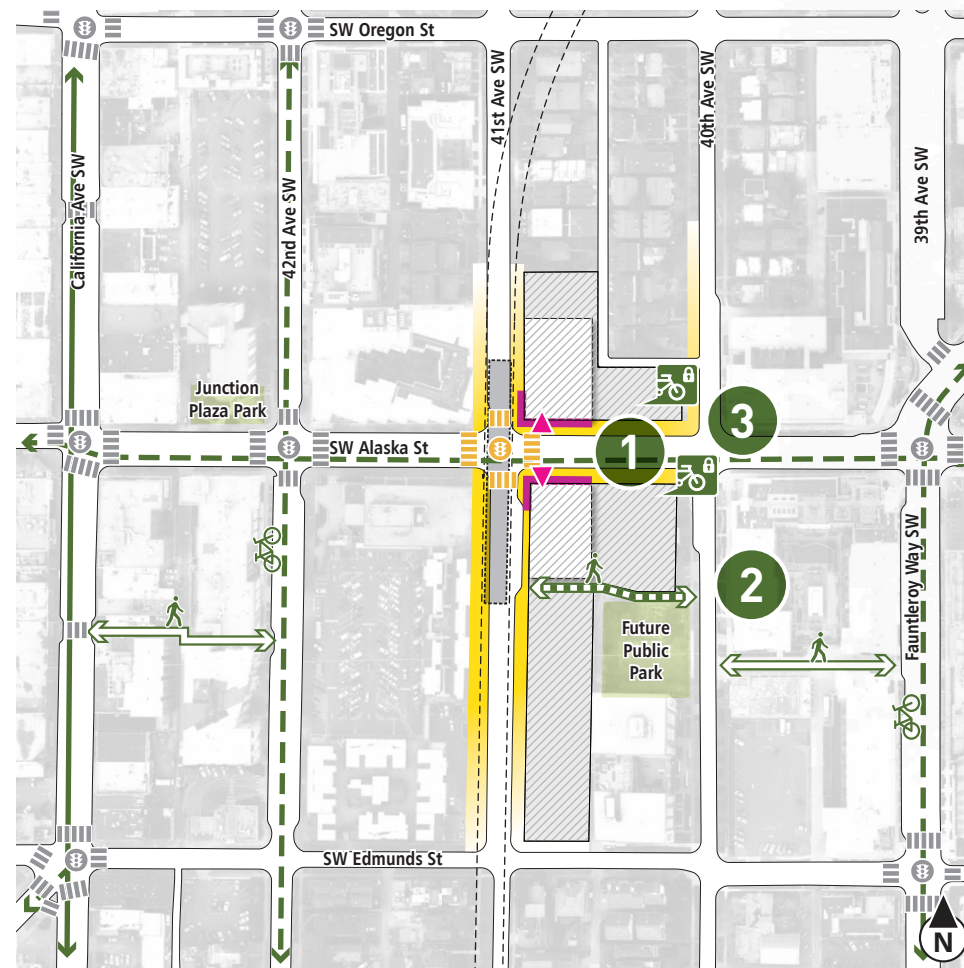 SW Oregon St
41st Ave SW
40th Ave SW
California Ave SW
42nd Ave SW
39th Ave SW
Junction
Plaza Park
3
SW Alaska St
1
2
Fauntleroy Way SW
Future
Public
Park
SW Edmunds St
N